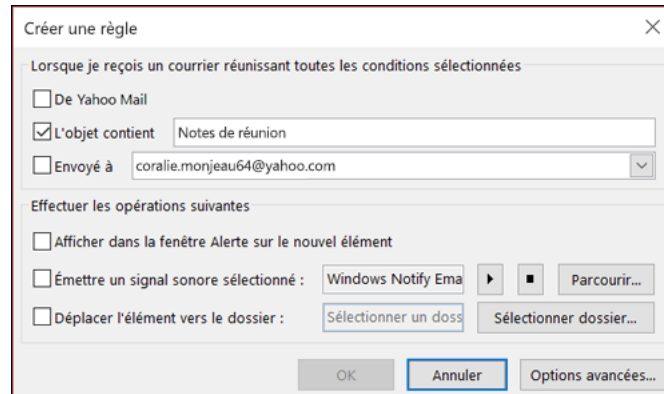 Créer une règle
Lorsque je reçois un courrier réunissant toutes les conditions sélectionnées
De Yahoo Mail
L'objet contient Notes de réunion
Envoyé à coralie.monjeau64@yahoo.com
Effectuer les opérations suivantes
Afficher dans la fenêtre Alerte sur le nouvel élément
Émettre un signal sonore sélectionné : Windows Notify Ema Parcourir...
Déplacer l'élément vers le dossier : Sélectionner un doss Sélectionner dossier...
OK Annuler Options avancées...